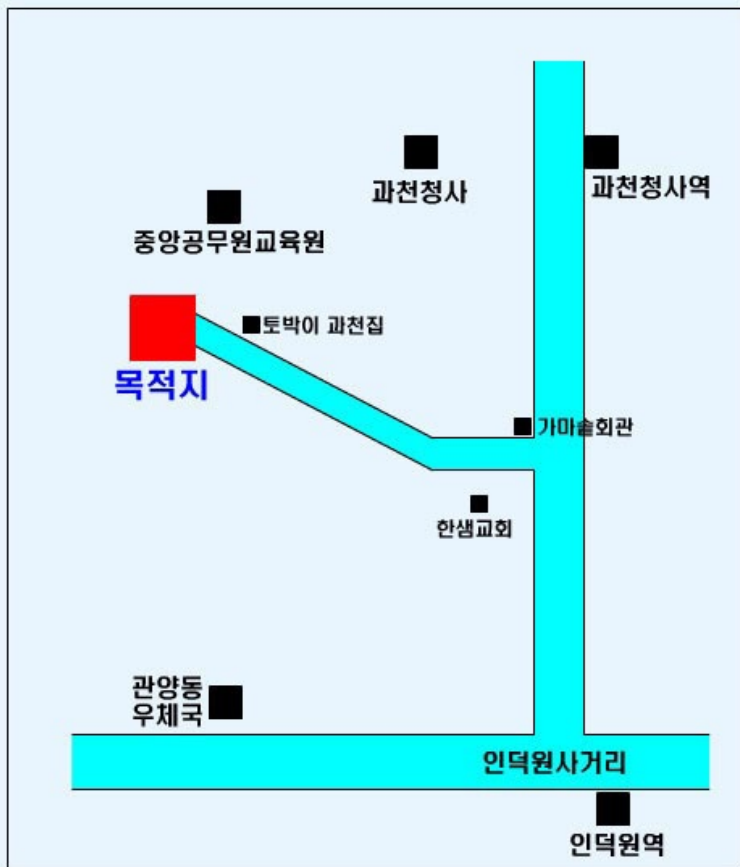 과천청사
과천청사역
중앙공무원교육원
토박이 과천집
목적지
가마솥회관
한샘교회
관양동
우체국
인덕원사거리
인덕원역